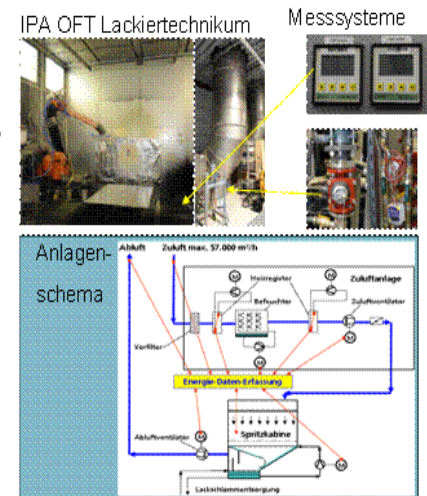 IPA OFT Lackiertechnikum
Messsysteme
Anlagen-
schema
Abluft
Zuluft max. 57.000 m³/h
M
M
Heizregister
Zuluftanlage
Befeuchter
Zuluftventilator
Vorfilter
M
M
Energie-Daten-Erfassung
M
Spritzkabine
Abluftventilator
M
Lackschlammentsorgung